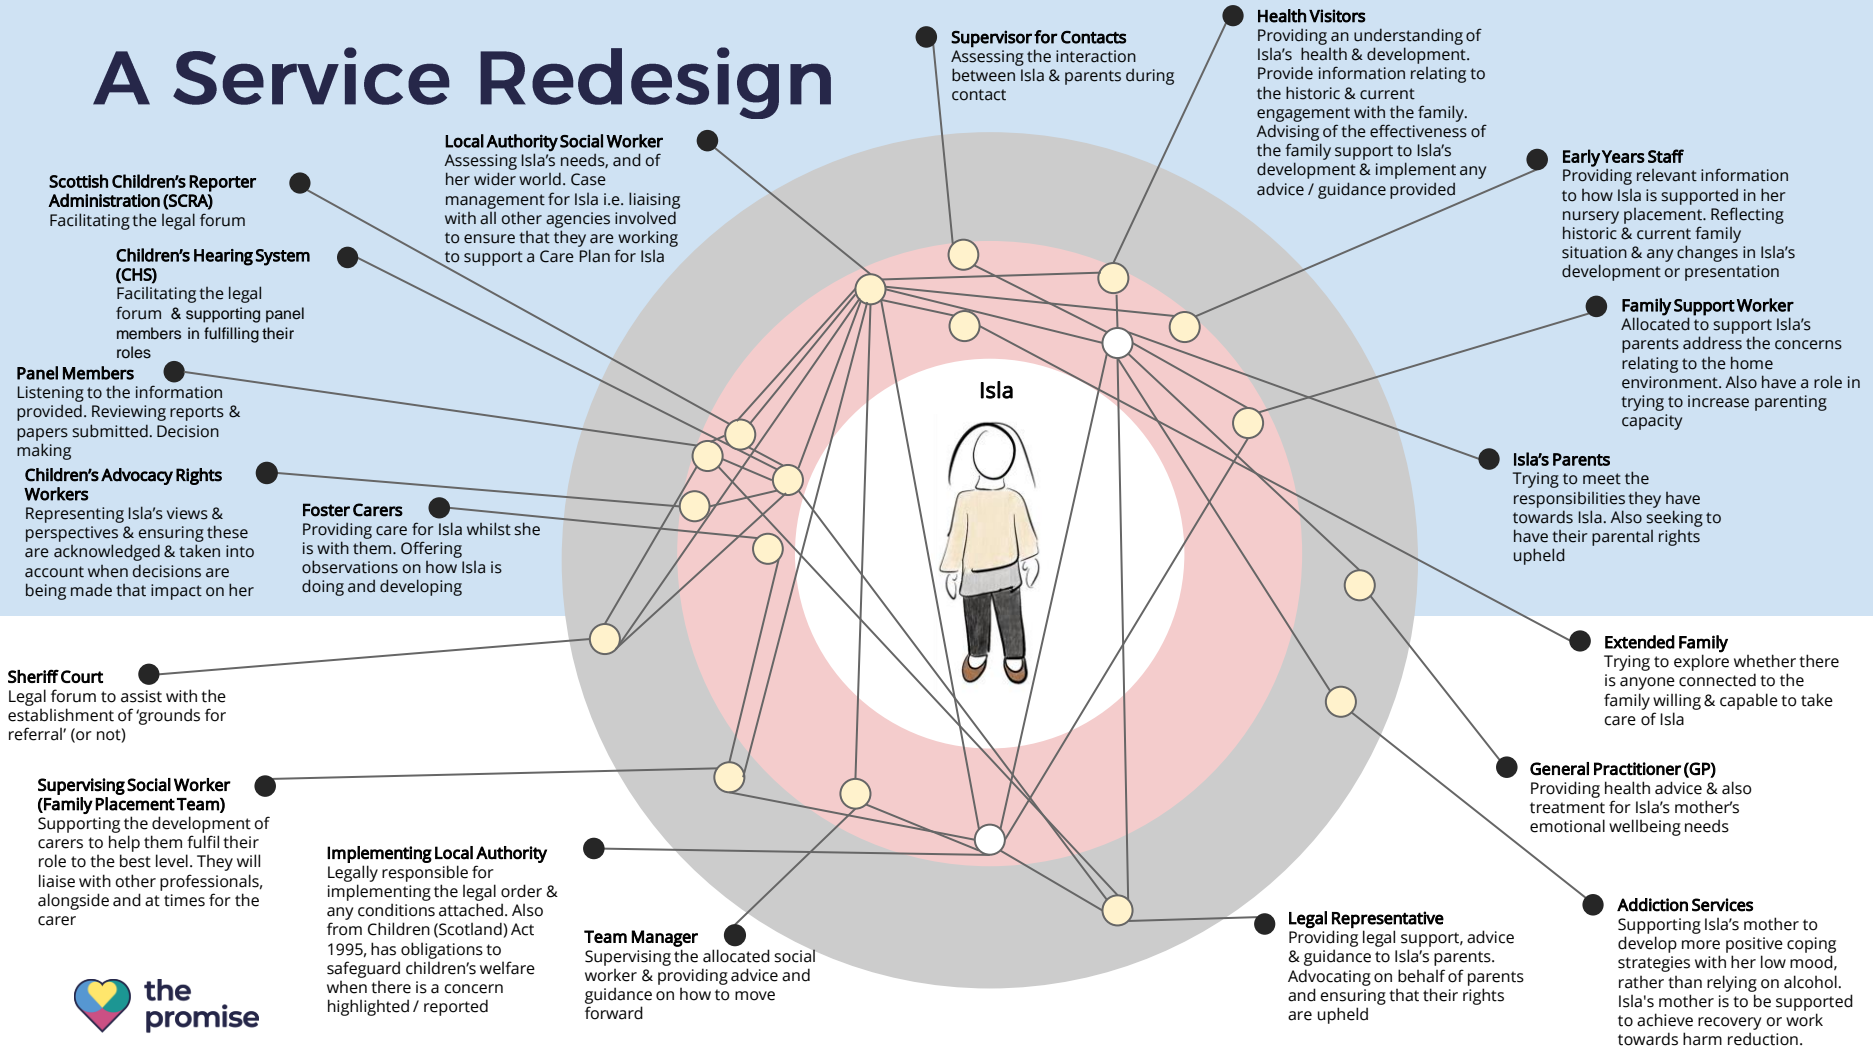 A Service Redesign
Supervisor for Contacts
Assessing the interaction
between Isla & parents during
contact
Health Visitors
Providing an understanding of
Isla's health & development.
Provide information relating to
the historic & current
engagement with the family.
Advising of the effectiveness of
the family support to Isla's
development & implement any
advice / guidance provided
Local Authority Social Worker
Assessing Isla's needs, and of
her wider world. Case
management for Isla i.e. liaising
with all other agencies involved
to ensure that they are working
to support a Care Plan for Isla
Early Years Staff
Providing relevant information
to how Isla is supported in her
nursery placement. Reflecting
historic & current family
situation & any changes in Isla's
development or presentation
Scottish Children's Reporter
Administration (SCRA)
Facilitating the legal forum
Children's Hearing System
(CHS)
Facilitating the legal
forum & supporting panel
members in fulfilling their
roles
Family Support Worker
Allocated to support Isla's
parents address the concerns
relating to the home
environment. Also have a role in
trying to increase parenting
capacity
Panel Members
Listening to the information
provided. Reviewing reports &
papers submitted. Decision
making
Isla
Children's Advocacy Rights
Workers
Representing Isla's views &
perspectives & ensuring these
are acknowledged & taken into
account when decisions are
being made that impact on her
Foster Carers
Providing care for Isla whilst she
is with them. Offering
observations on how Isla is
doing and developing
Isla's Parents
Trying to meet the
responsibilities they have
towards Isla. Also seeking to
have their parental rights
upheld
Sheriff Court
Legal forum to assist with the
establishment of 'grounds for
referral' (or not)
Extended Family
Trying to explore whether there
is anyone connected to the
family willing & capable to take
care of Isla
General Practitioner (GP)
Providing health advice & also
treatment for Isla's mother's
emotional wellbeing needs
Supervising Social Worker
(Family Placement Team)
Supporting the development of
carers to help them fulfil their
role to the best level. They will
liaise with other professionals,
alongside and at times for the
carer
Implementing Local Authority
Legally responsible for
implementing the legal order &
any conditions attached. Also
from Children (Scotland) Act
1995, has obligations to
safeguard children's welfare
when there is a concern
highlighted / reported
Team Manager
Supervising the allocated social
worker & providing advice and
guidance on how to move
forward
Legal Representative
Providing legal support, advice
& guidance to Isla's parents.
Advocating on behalf of parents
and ensuring that their rights
are upheld
Addiction Services
Supporting Isla's mother to
develop more positive coping
strategies with her low mood,
rather than relying on alcohol.
Isla's mother is to be supported
to achieve recovery or work
towards harm reduction.
the
promise